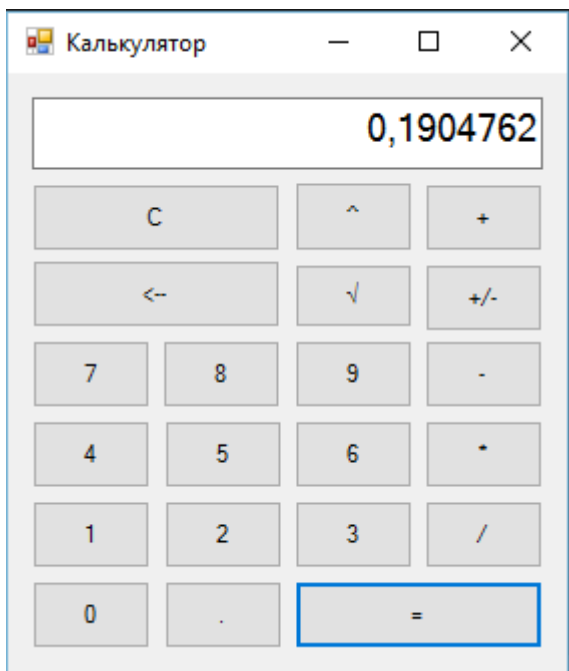 Калькулятор
0,1904762
C ^ +
<-- √ +/-
7 8 9 -
4 5 6 *
1 2 3 /
0 . =